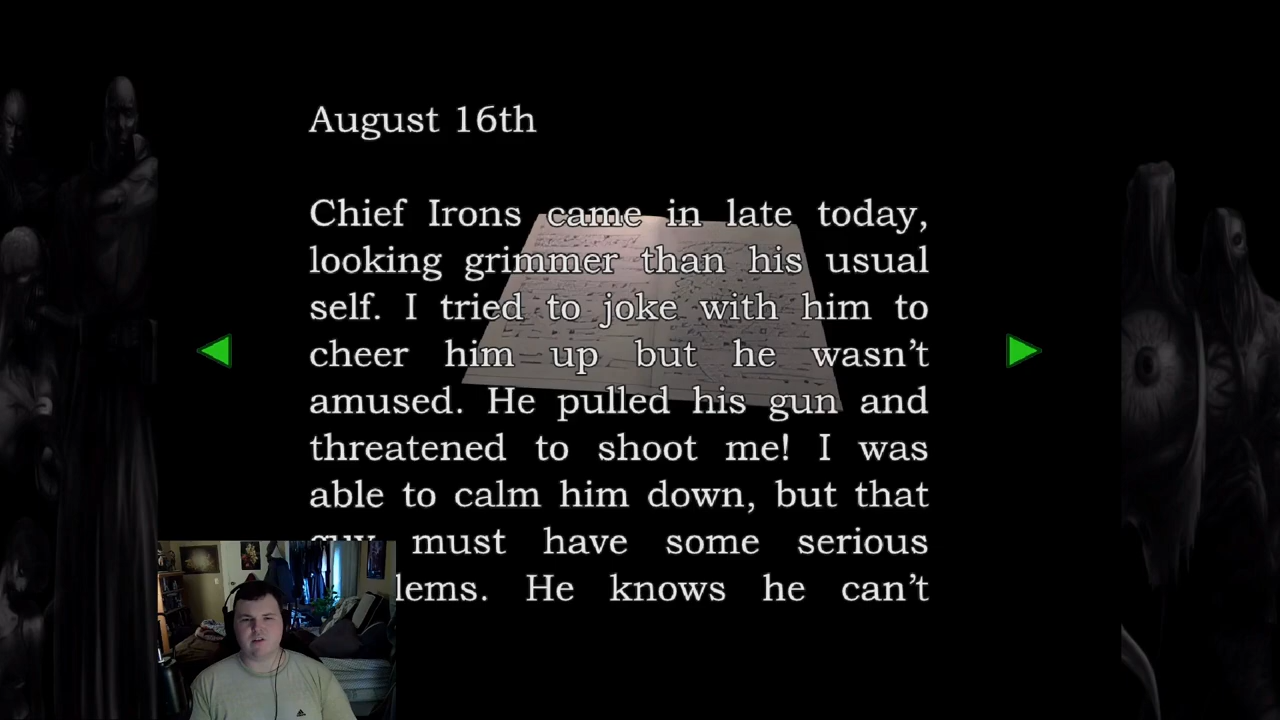 August 16th
Chief Irons came in late today,
looking grimmer than his usual
self. I tried to joke with him to
cheer him up but he wasn't
amused. He pulled his gun and
threatened to shoot me! I was
able to calm him down, but that
guy must have some serious
lems. He knows he can't